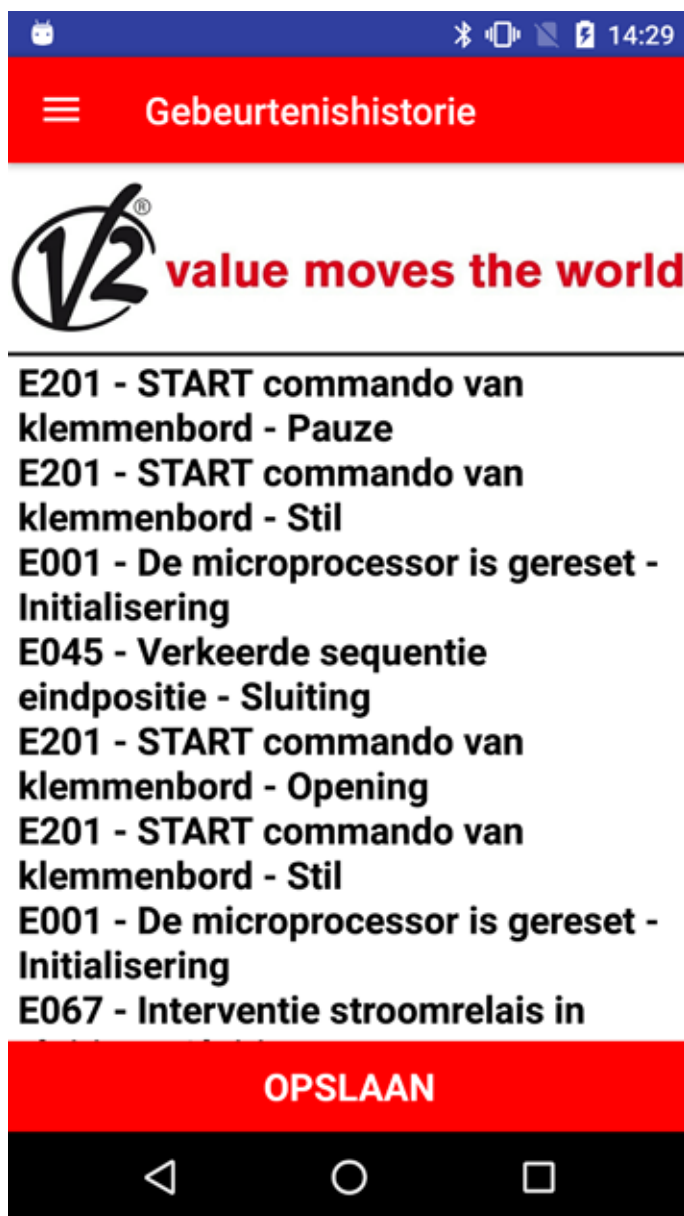 14:29
Gebeurtenishistorie
V2® value moves the world
E201 - START commando van
klemmenbord - Pauze
E201 - START commando van
klemmenbord - Stil
E001 - De microprocessor is gereset -
Initialisering
E045 - Verkeerde sequentie
eindpositie - Sluiting
E201 - START commando van
klemmenbord - Opening
E201 - START commando van
klemmenbord - Stil
E001 - De microprocessor is gereset -
Initialisering
E067 - Interventie stroomrelais in
OPSLAAN